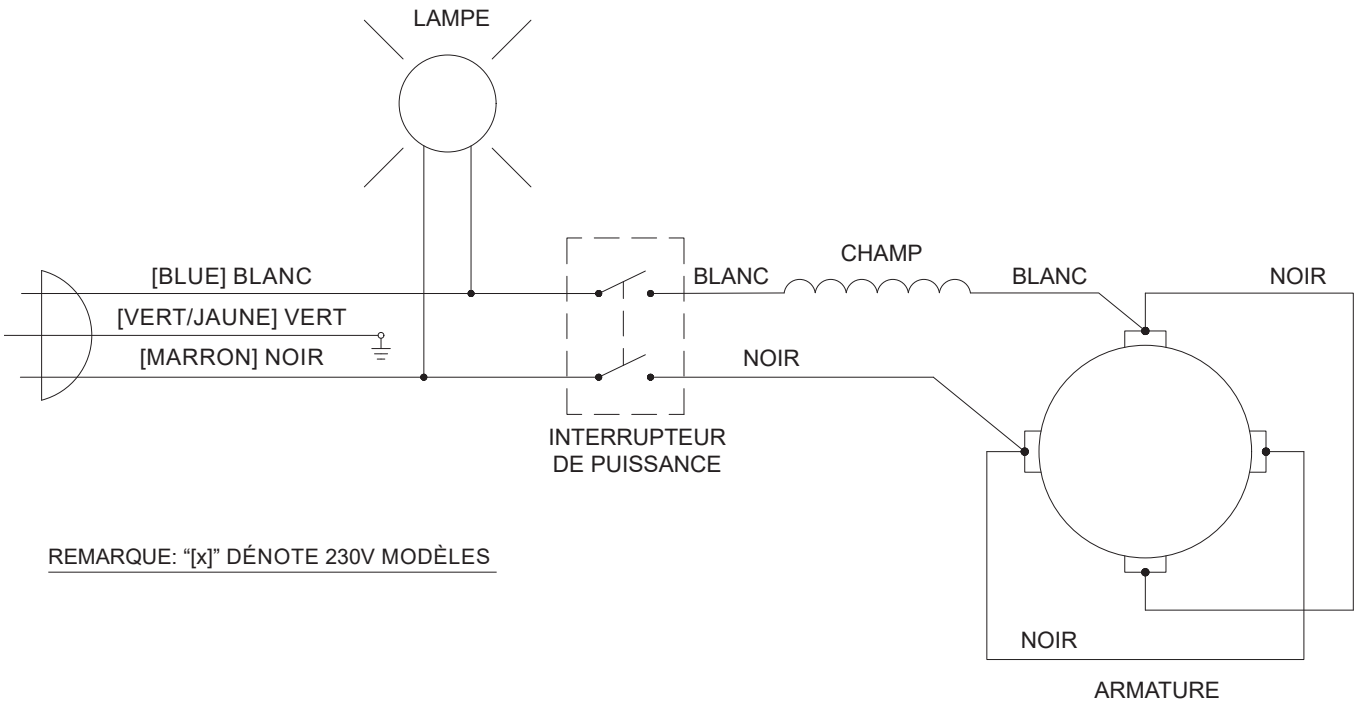 LAMPE
[BLUE] BLANC
[VERT/JAUNE] VERT
[MARRON] NOIR
INTERRUPTEUR
DE PUISSANCE
BLANC
CHAMP
BLANC
NOIR
NOIR
NOIR
ARMATURE
REMARQUE: “[x]” DÉNOTE 230V MODÈLES